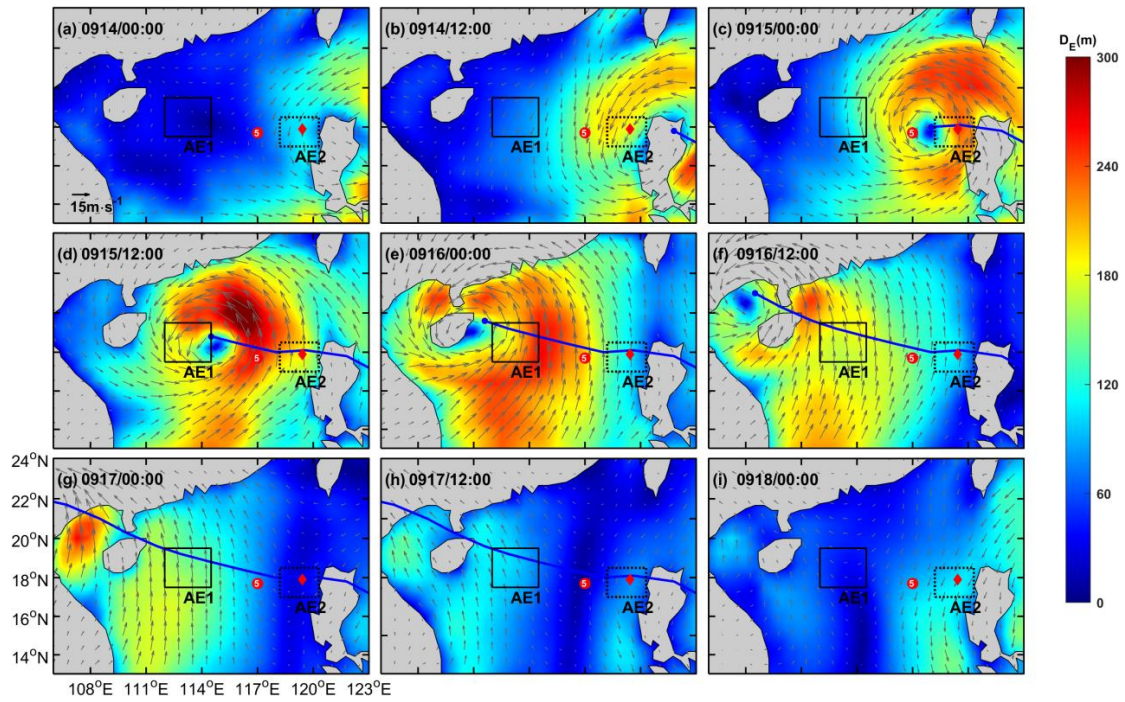 (a) 0914/00:00
5
AE1
AE2
15m·s⁻¹
(b) 0914/12:00
5
AE1
AE2
(c) 0915/00:00
5
AE1
AE2
D_E(m)
300
240
180
120
60
0
(d) 0915/12:00
5
AE1
AE2
(e) 0916/00:00
5
AE1
AE2
(f) 0916/12:00
5
AE1
AE2
24°N
22°N
20°N
18°N
16°N
14°N
(g) 0917/00:00
5
AE1
AE2
108°E 111°E 114°E 117°E 120°E 123°E
(h) 0917/12:00
5
AE1
AE2
(i) 0918/00:00
5
AE1
AE2